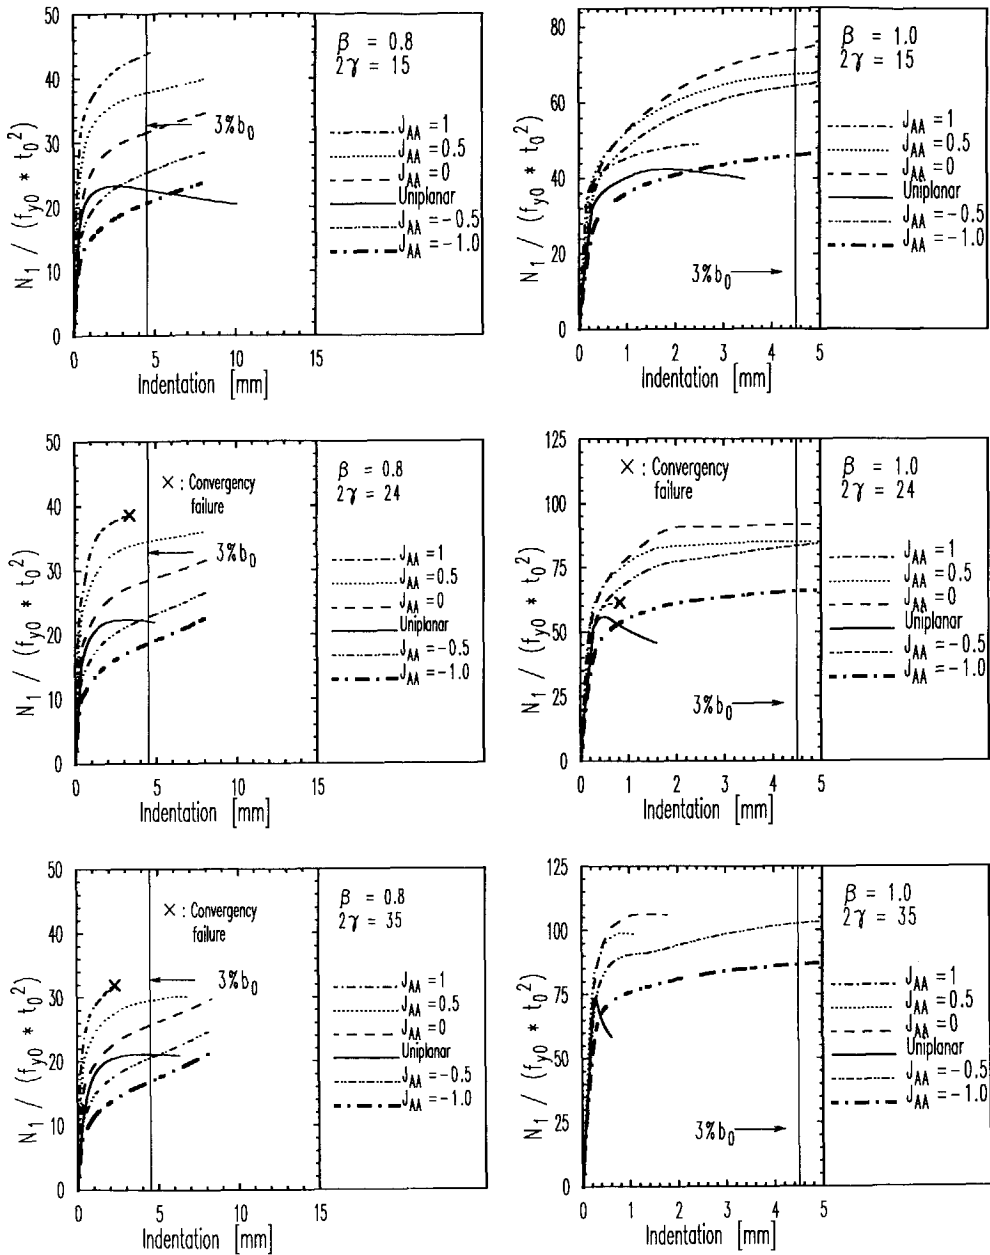 50
40
30
20
10
0
N1 / (fy0 * t0²)
0 5 10 15
Indentation [mm]
3%b0
β = 0.8
2γ = 15
JAA = 1
JAA = 0.5
JAA = 0
Uniplanar
JAA = -0.5
JAA = -1.0
80
60
40
20
0
N1 / (fy0 * t0²)
0 1 2 3 4 5
Indentation [mm]
3%b0
β = 1.0
2γ = 15
JAA = 1
JAA = 0.5
JAA = 0
Uniplanar
JAA = -0.5
JAA = -1.0
50
40
30
20
10
0
N1 / (fy0 * t0²)
0 5 10 15
Indentation [mm]
× : Convergency
failure
3%b0
β = 0.8
2γ = 24
JAA = 1
JAA = 0.5
JAA = 0
Uniplanar
JAA = -0.5
JAA = -1.0
125
100
75
50
25
0
N1 / (fy0 * t0²)
0 1 2 3 4 5
Indentation [mm]
× : Convergency
failure
3%b0
β = 1.0
2γ = 24
JAA = 1
JAA = 0.5
JAA = 0
Uniplanar
JAA = -0.5
JAA = -1.0
50
40
30
20
10
0
N1 / (fy0 * t0²)
0 5 10 15
Indentation [mm]
× : Convergency
failure
3%b0
β = 0.8
2γ = 35
JAA = 1
JAA = 0.5
JAA = 0
Uniplanar
JAA = -0.5
JAA = -1.0
125
100
75
50
25
0
N1 / (fy0 * t0²)
0 1 2 3 4 5
Indentation [mm]
3%b0
β = 1.0
2γ = 35
JAA = 1
JAA = 0.5
JAA = 0
Uniplanar
JAA = -0.5
JAA = -1.0